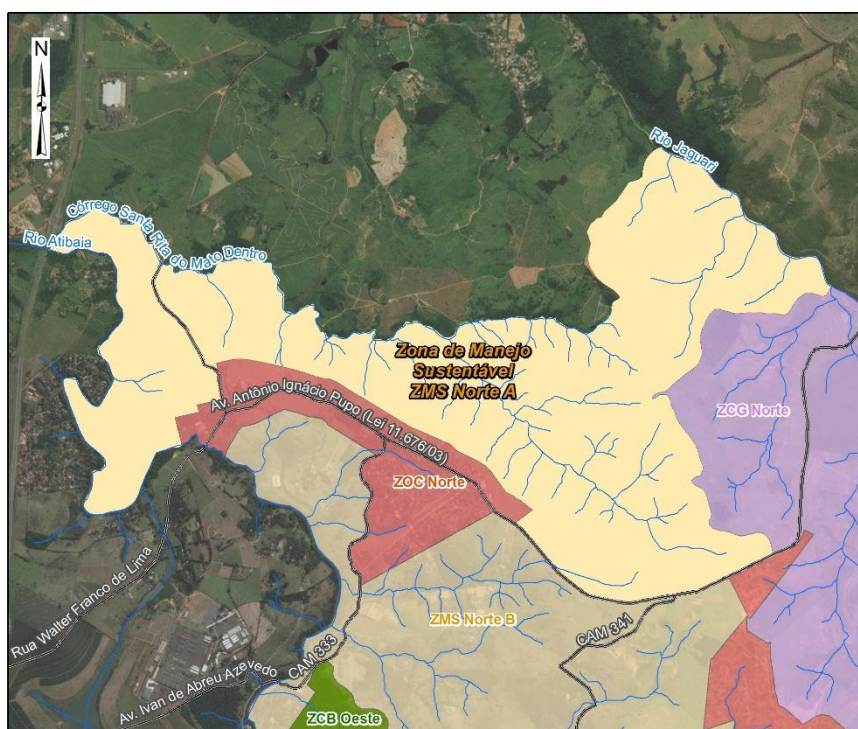 N
Rio Jaguari
Córrego Santa Rita do Mato Dentro
Rio Atibaia
Zona de Manejo
Sustentável
ZMS Norte A
ZCG Norte
Av. Antônio Ignácio Pupo (Lei 11.676/03)
ZOC Norte
Rua Walter Franco de Lima
ZMS Norte B
CAM 341
CAM 333
Av. Ivan de Abreu Azevedo
ZCB Oeste